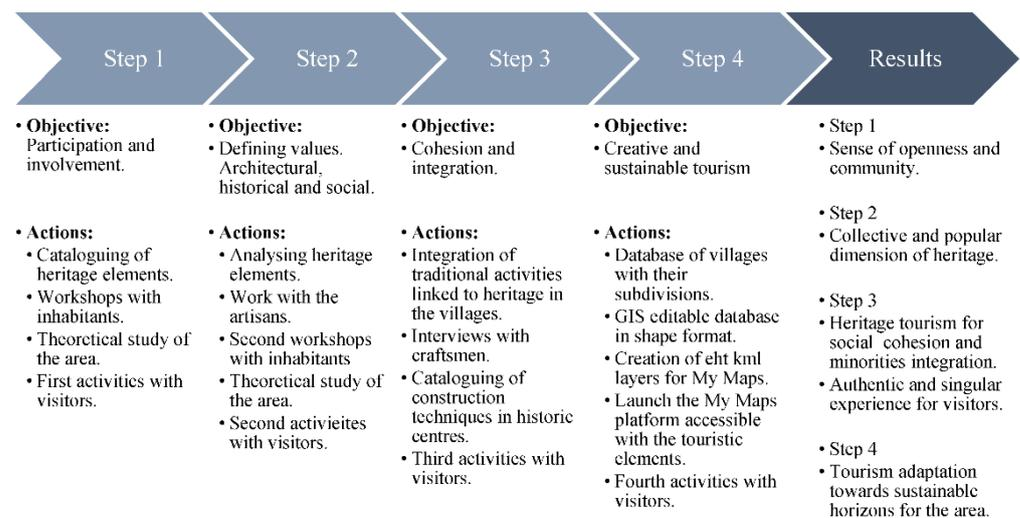 Step 1
Step 2
Step 3
Step 4
Results
• Objective:
Participation and
involvement.
• Actions:
• Cataloguing of
heritage elements.
• Workshops with
inhabitants.
• Theoretical study of
the area.
• First activities with
visitors.
• Objective:
• Defining values.
Architectural,
historical and social.
• Actions:
• Analysing heritage
elements.
• Work with the
artisans.
• Second workshops
with inhabitants
• Theoretical study of
the area.
• Second activieites
with visitors.
• Objective:
• Cohesion and
integration.
• Actions:
• Integration of
traditional activities
linked to heritage in
the villages.
• Interviews with
craftsmen.
• Cataloguing of
construction
techniques in historic
centres.
• Third activities with
visitors.
• Objective:
• Creative and
sustainable tourism
• Actions:
• Database of villages
with their
subdivisions.
• GIS editable database
in shape format.
• Creation of eht kml
layers for My Maps.
• Launch the My Maps
platform accessible
with the touristic
elements.
• Fourth activities with
visitors.
• Step 1
• Sense of openness and
community.
• Step 2
• Collective and popular
dimension of heritage.
• Step 3
• Heritage tourism for
social cohesion and
minorities integration.
• Authentic and singular
experience for visitors.
• Step 4
• Tourism adaptation
towards sustainable
horizons for the area.